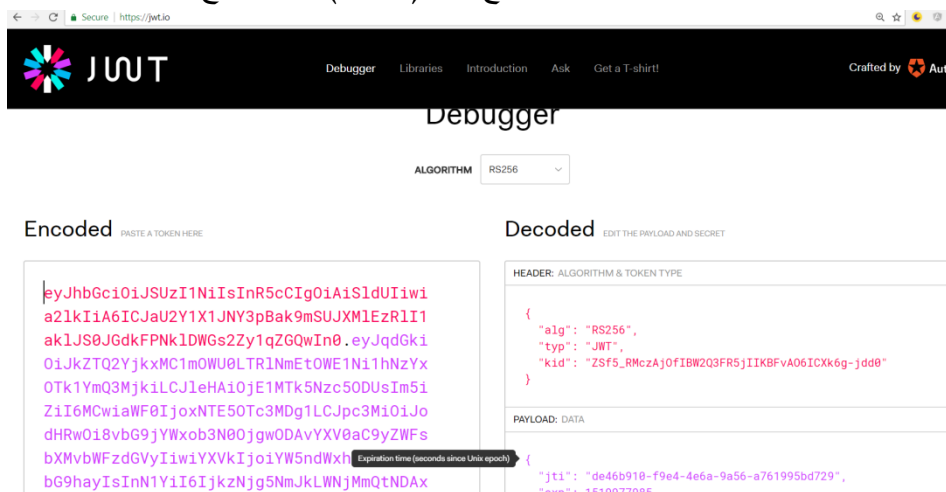 Secure | https://jwt.io
JWT
Debugger Libraries Introduction Ask Get a T-shirt!
Crafted by Aut
Debugger
ALGORITHM RS256
Encoded PASTE A TOKEN HERE
eyJhbGciOiJSUzI1NiIsInR5cCIgOiAiSldUIiwi
a2lkIiA6ICJaU2Y1X1JNY3pBak9mSUJXMlEzRlI1
aklJS0JGdkFPNklDWGs2Zy1qZGQwIn0.eyJqdGki
OiJkZTQ2YjkxMC1mOWU0LTRlNmEtOWE1Ni1hNzYx
OTk1YmQ3MjkiLCJleHAiOjE1MTk5Nzc5ODUsIm5i
ZiI6MCwiaWF0IjoxNTE5OTc3MDg1LCJpc3MiOiJo
dHRwOi8vbG9jYWxob3N0OjgwODAvYXV0aC9yZWFs
bXMvbWFzdGVyIiwiYXVkIjoiYW5ndWxh
bG9hayIsInN1YiI6IjkzNjg5NmJkLWNjMmQtNDAx
Decoded EDIT THE PAYLOAD AND SECRET
HEADER: ALGORITHM & TOKEN TYPE
{
"alg": "RS256",
"typ": "JWT",
"kid": "ZSf5_RMczAjOfIBW2Q3FR5jIIKBFvAO6ICXk6g-jdd0"
}
PAYLOAD: DATA
Expiration time (seconds since Unix epoch)
{
"jti": "de46b910-f9e4-4e6a-9a56-a761995bd729",
"exp": 1519977985